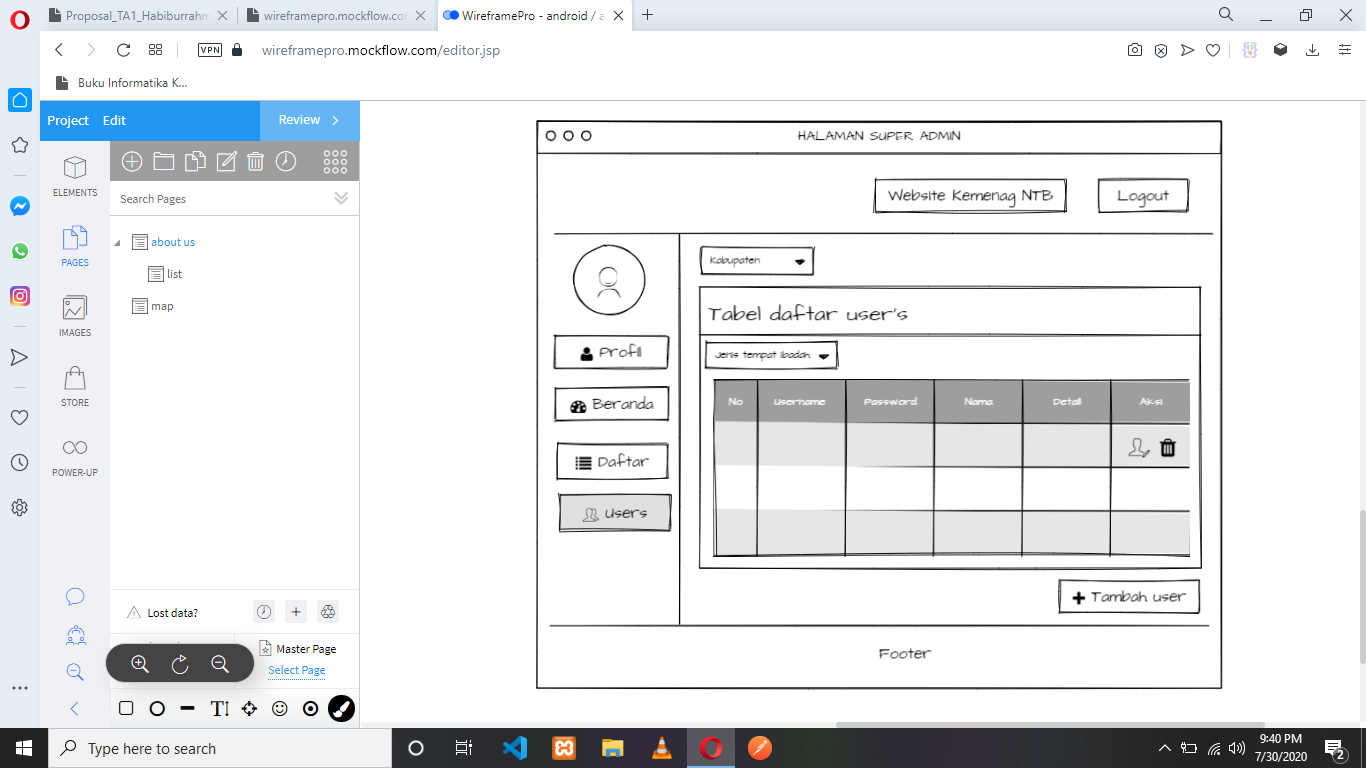 Proposal_TA1_Habiburrahm
wireframepro.mockflow.co
WireframePro - android / a
VPN
wireframepro.mockflow.com/editor.jsp
Buku Informatika K...
Project
Edit
Review
ELEMENTS
PAGES
IMAGES
STORE
POWER-UP
Search Pages
about us
list
map
Lost data?
Master Page
Select Page
T
HALAMAN SUPER ADMIN
Website Kemenag NTB
Logout
Profil
Beranda
Daftar
users
Kabupaten
Tabel daftar user's
Jenis tempat ibadah
No
Username
Password
Nama
Detail
Aksi
Tambah user
Footer
Type here to search
9:40 PM
7/30/2020
2